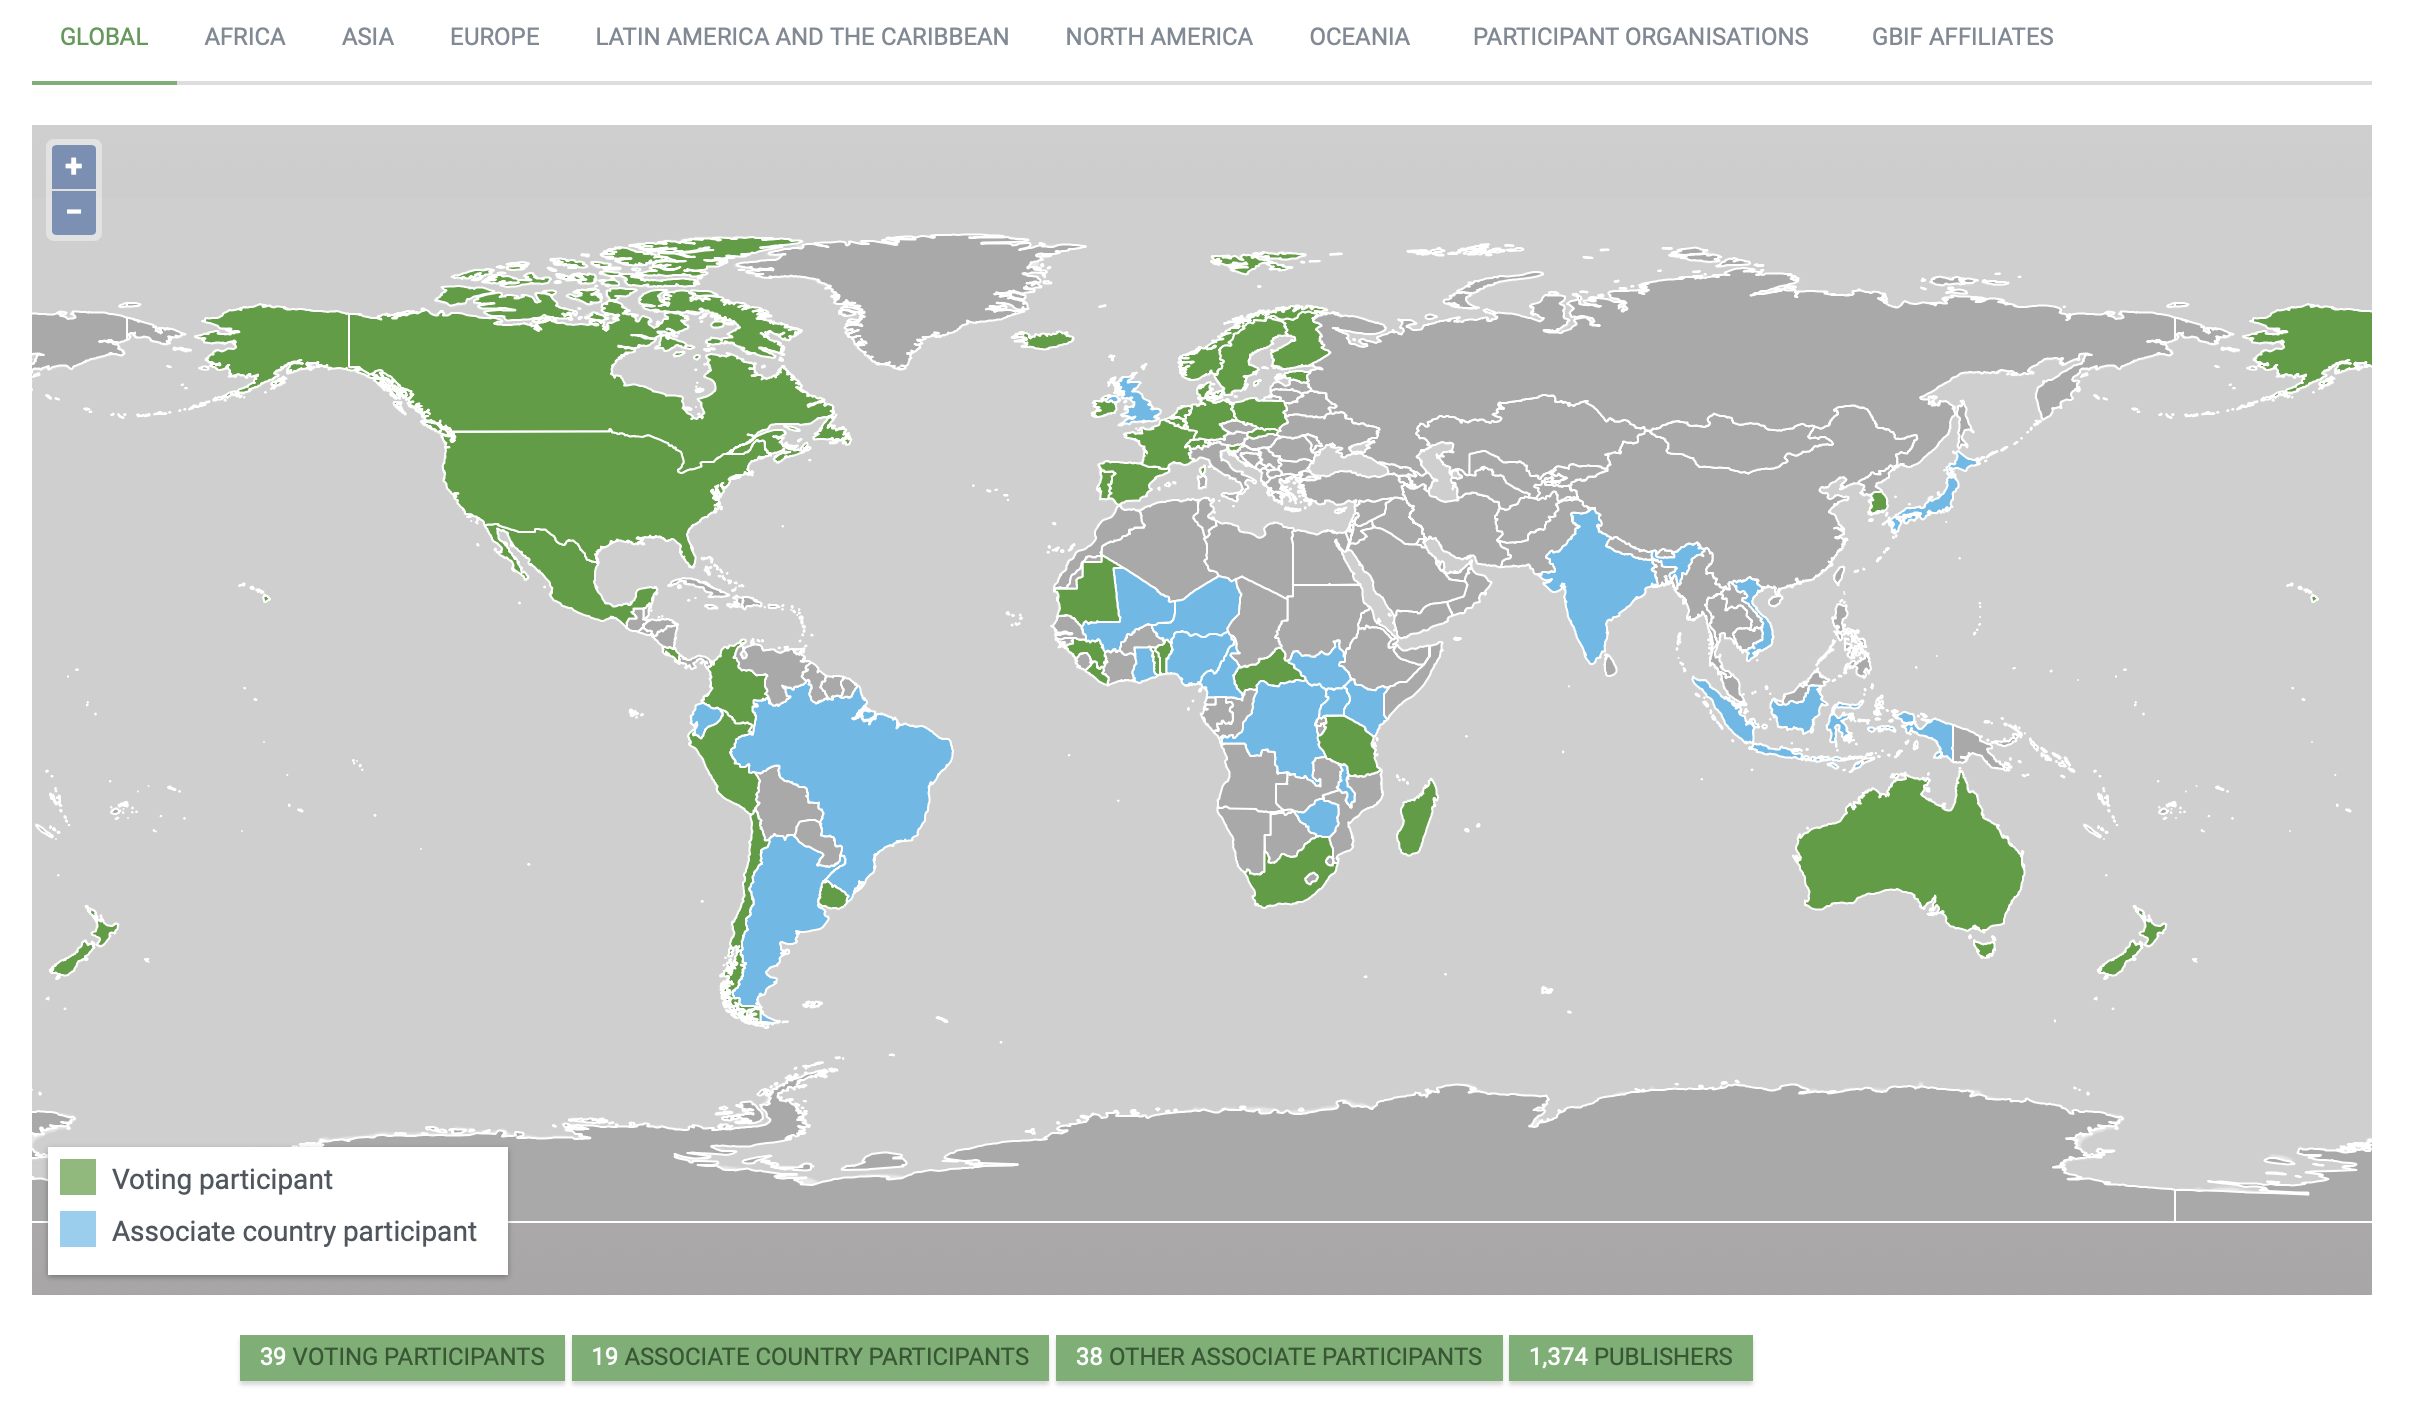 GLOBAL AFRICA ASIA EUROPE LATIN AMERICA AND THE CARIBBEAN NORTH AMERICA OCEANIA PARTICIPANT ORGANISATIONS GBIF AFFILIATES
+
−
Voting participant
Associate country participant
39 VOTING PARTICIPANTS 19 ASSOCIATE COUNTRY PARTICIPANTS 38 OTHER ASSOCIATE PARTICIPANTS 1,374 PUBLISHERS